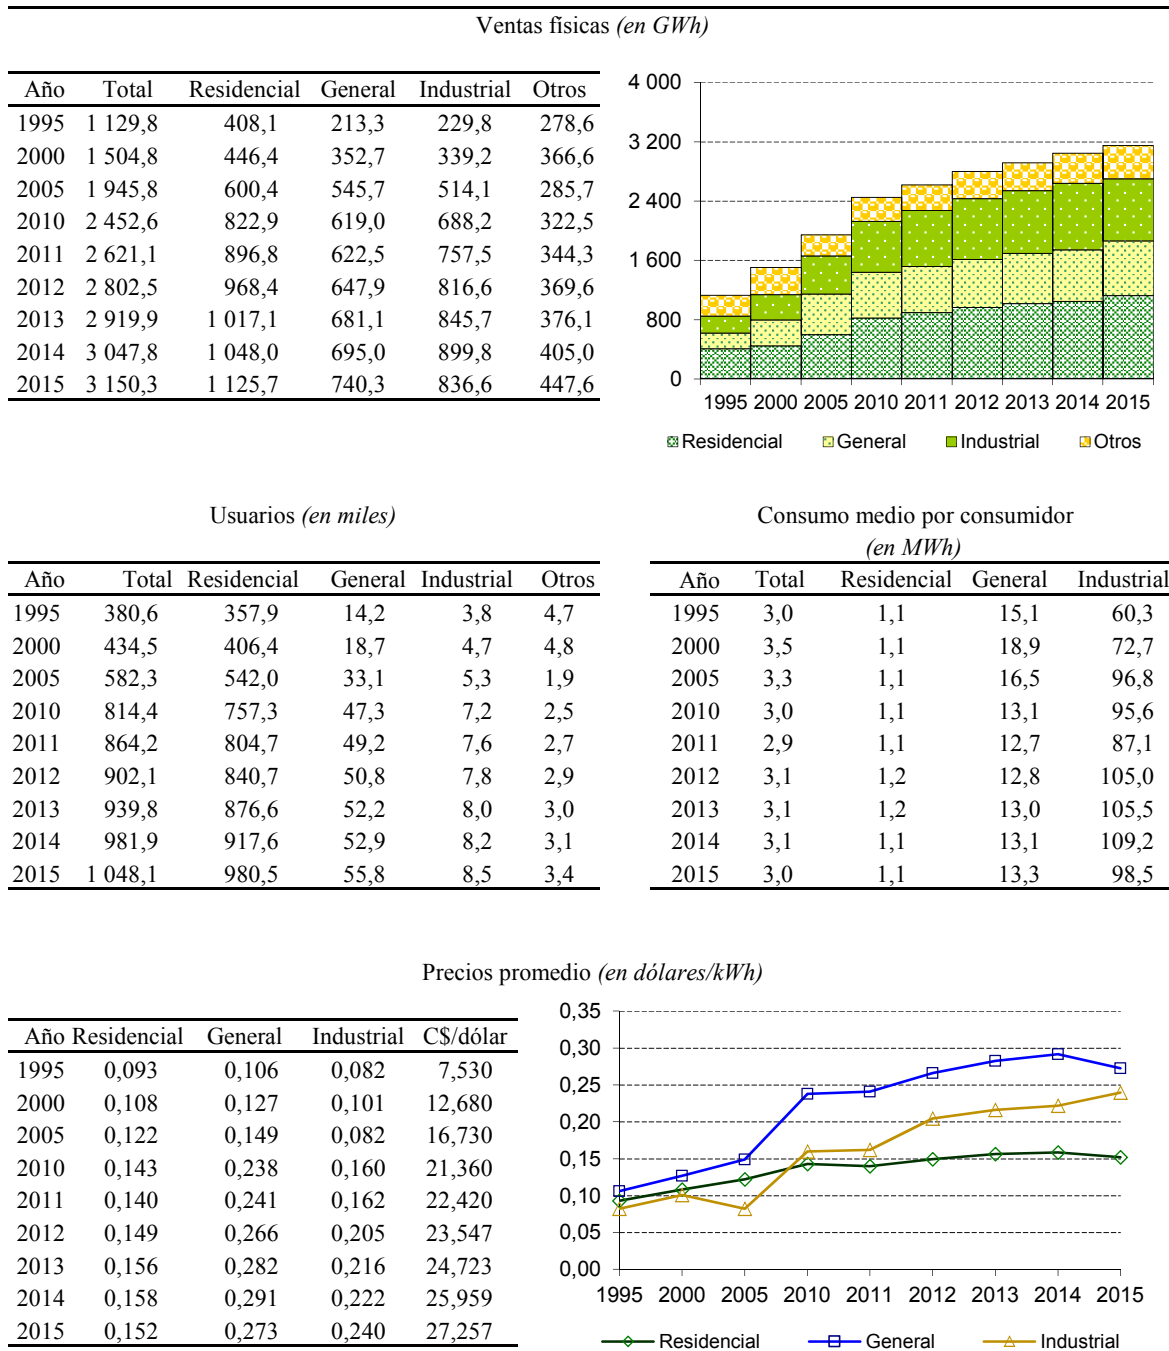 Ventas físicas (en GWh)
Año Total Residencial General Industrial Otros
1995 1 129,8 408,1 213,3 229,8 278,6
2000 1 504,8 446,4 352,7 339,2 366,6
2005 1 945,8 600,4 545,7 514,1 285,7
2010 2 452,6 822,9 619,0 688,2 322,5
2011 2 621,1 896,8 622,5 757,5 344,3
2012 2 802,5 968,4 647,9 816,6 369,6
2013 2 919,9 1 017,1 681,1 845,7 376,1
2014 3 047,8 1 048,0 695,0 899,8 405,0
2015 3 150,3 1 125,7 740,3 836,6 447,6
4 000
3 200
2 400
1 600
800
0
1995 2000 2005 2010 2011 2012 2013 2014 2015
Residencial General Industrial Otros
Usuarios (en miles)
Año Total Residencial General Industrial Otros
1995 380,6 357,9 14,2 3,8 4,7
2000 434,5 406,4 18,7 4,7 4,8
2005 582,3 542,0 33,1 5,3 1,9
2010 814,4 757,3 47,3 7,2 2,5
2011 864,2 804,7 49,2 7,6 2,7
2012 902,1 840,7 50,8 7,8 2,9
2013 939,8 876,6 52,2 8,0 3,0
2014 981,9 917,6 52,9 8,2 3,1
2015 1 048,1 980,5 55,8 8,5 3,4
Consumo medio por consumidor
(en MWh)
Año Total Residencial General Industrial
1995 3,0 1,1 15,1 60,3
2000 3,5 1,1 18,9 72,7
2005 3,3 1,1 16,5 96,8
2010 3,0 1,1 13,1 95,6
2011 2,9 1,1 12,7 87,1
2012 3,1 1,2 12,8 105,0
2013 3,1 1,2 13,0 105,5
2014 3,1 1,1 13,1 109,2
2015 3,0 1,1 13,3 98,5
Precios promedio (en dólares/kWh)
Año Residencial General Industrial C$/dólar
1995 0,093 0,106 0,082 7,530
2000 0,108 0,127 0,101 12,680
2005 0,122 0,149 0,082 16,730
2010 0,143 0,238 0,160 21,360
2011 0,140 0,241 0,162 22,420
2012 0,149 0,266 0,205 23,547
2013 0,156 0,282 0,216 24,723
2014 0,158 0,291 0,222 25,959
2015 0,152 0,273 0,240 27,257
0,35
0,30
0,25
0,20
0,15
0,10
0,05
0,00
1995 2000 2005 2010 2011 2012 2013 2014 2015
Residencial General Industrial